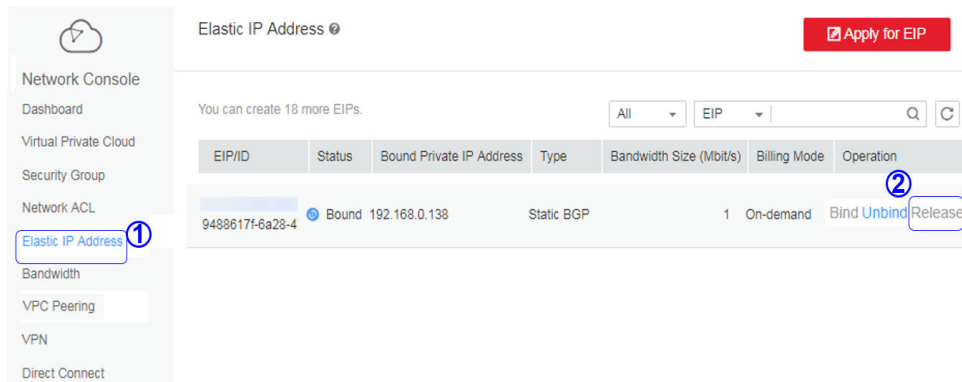 Elastic IP Address
Apply for EIP
Network Console
Dashboard
Virtual Private Cloud
Security Group
Network ACL
Elastic IP Address ①
Bandwidth
VPC Peering
VPN
Direct Connect
You can create 18 more EIPs.
All EIP
EIP/ID Status Bound Private IP Address Type Bandwidth Size (Mbit/s) Billing Mode Operation
②
9488617f-6a28-4 Bound 192.168.0.138 Static BGP 1 On-demand Bind Unbind Release